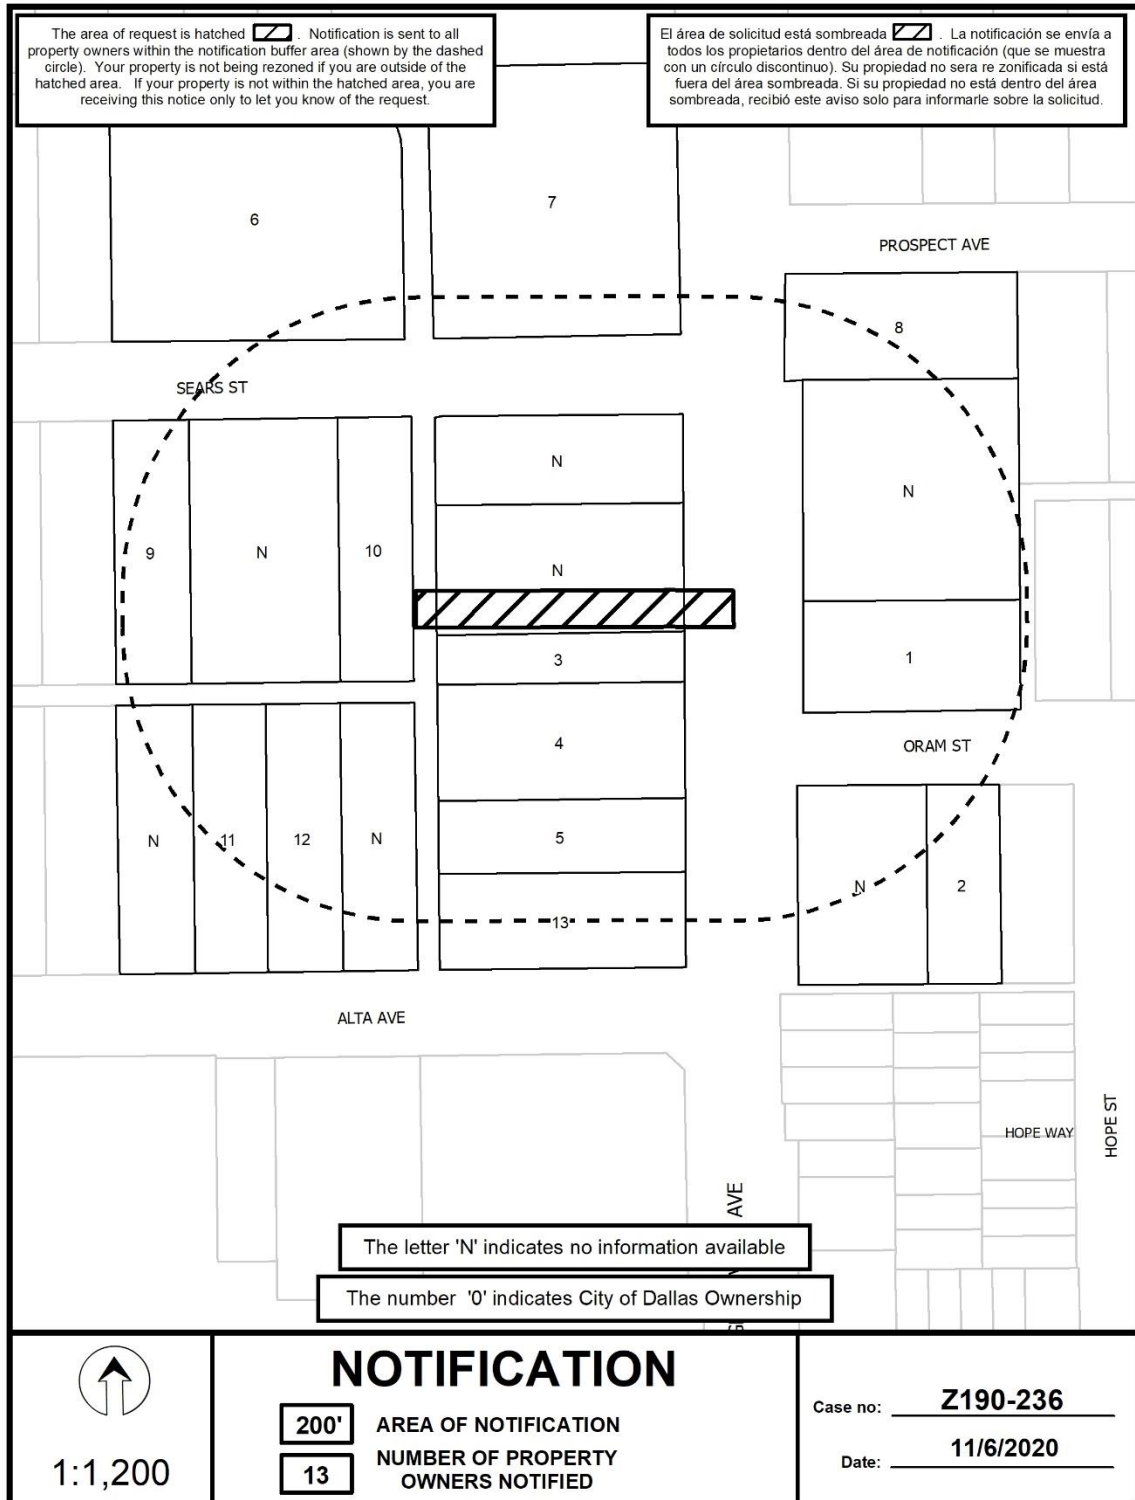 The area of request is hatched . Notification is sent to all
property owners within the notification buffer area (shown by the dashed
circle). Your property is not being rezoned if you are outside of the
hatched area. If your property is not within the hatched area, you are
receiving this notice only to let you know of the request.
El área de solicitud está sombreada . La notificación se envía a
todos los propietarios dentro del área de notificación (que se muestra
con un círculo discontinuo). Su propiedad no sera re zonificada si está
fuera del área sombreada. Si su propiedad no está dentro del área
sombreada, recibió este aviso solo para informarle sobre la solicitud.
6
7
PROSPECT AVE
8
SEARS ST
N
N
9
N
10
N
3
1
4
ORAM ST
N
11
12
N
5
N
2
13
ALTA AVE
HOPE WAY
HOPE ST
AVE
The letter 'N' indicates no information available
The number '0' indicates City of Dallas Ownership
1:1,200
NOTIFICATION
200' AREA OF NOTIFICATION
13 NUMBER OF PROPERTY
OWNERS NOTIFIED
Case no: Z190-236
Date: 11/6/2020